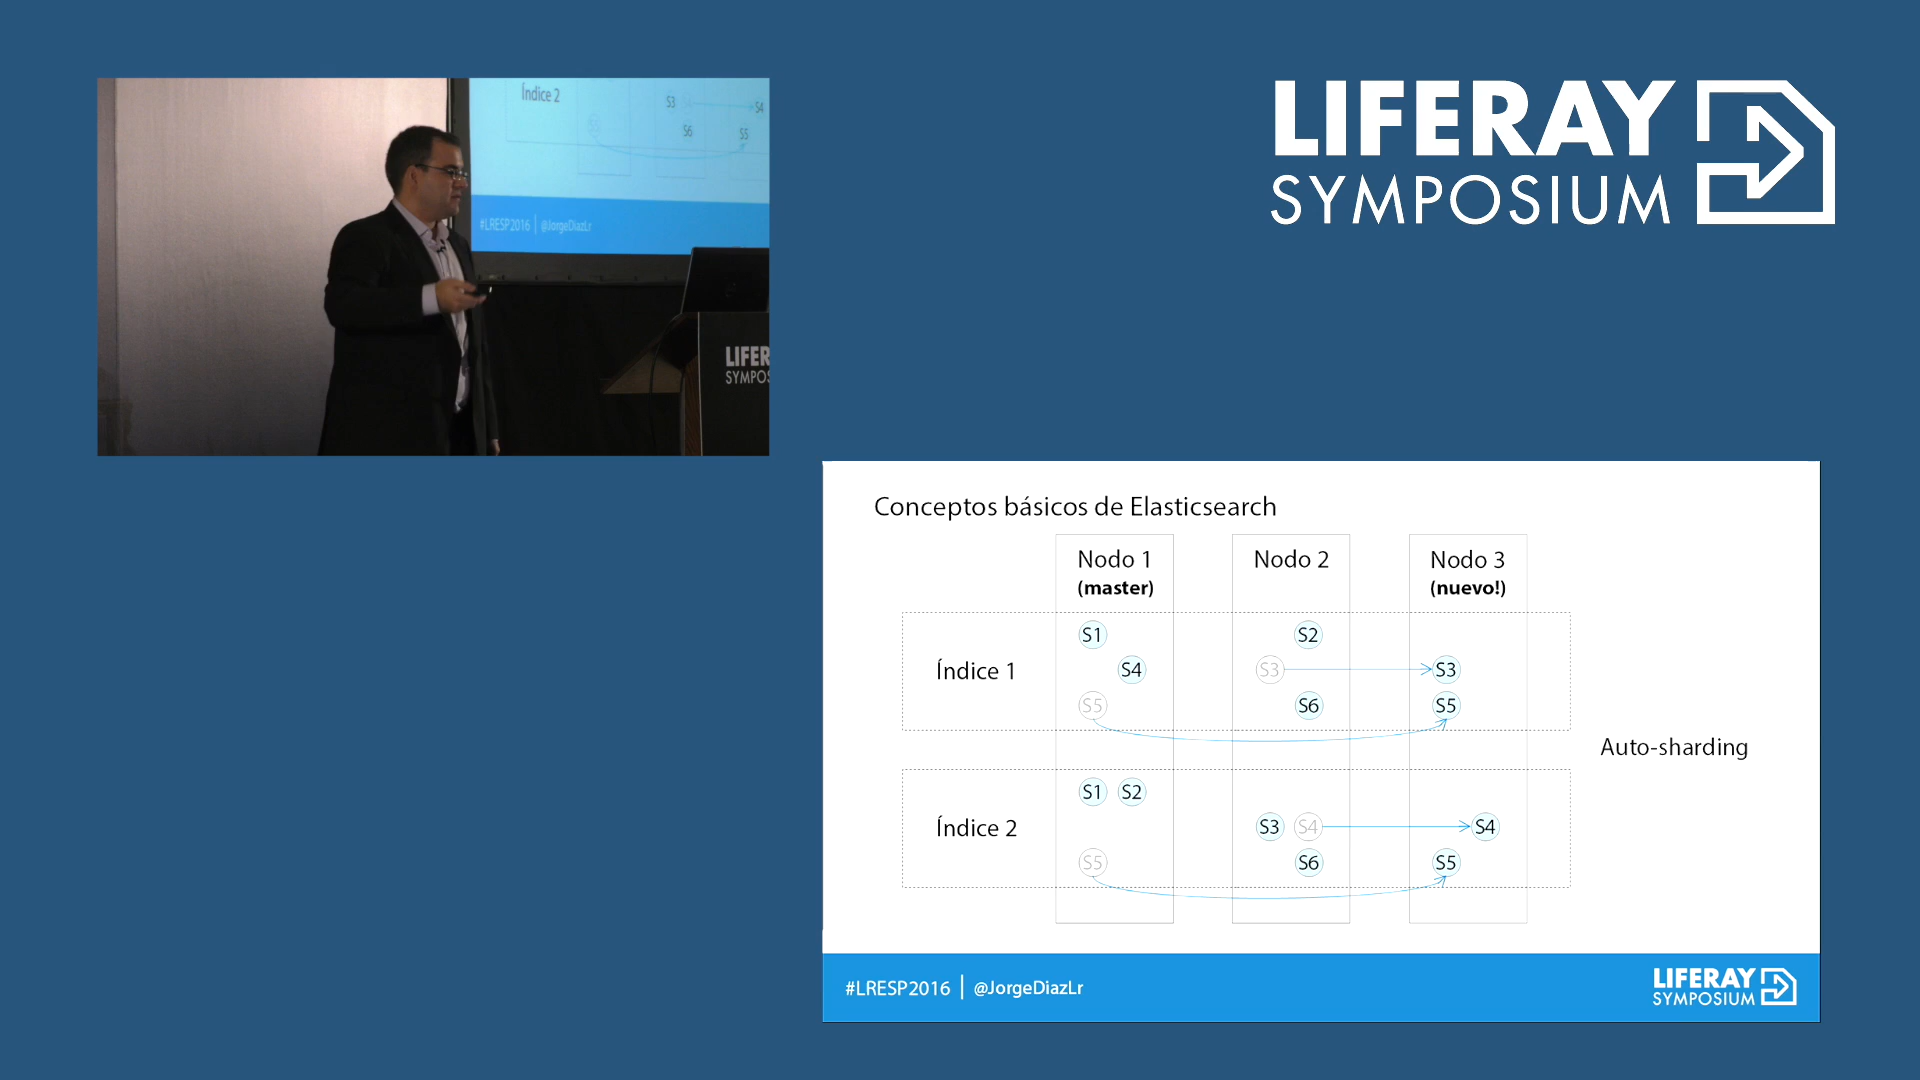 Índice 2
S3
S4
S6
S5
#LRESP2016 | @JorgeDiazLr
LIFER
SYMPOS
LIFERAY
SYMPOSIUM
Conceptos básicos de Elasticsearch
Nodo 1
(master)
Nodo 2
Nodo 3
(nuevo!)
Índice 1
S1
S2
S4
S3
S3
S5
S6
S5
Índice 2
S1
S2
S3
S4
S4
S5
S6
S5
Auto-sharding
#LRESP2016 | @JorgeDiazLr
LIFERAY
SYMPOSIUM